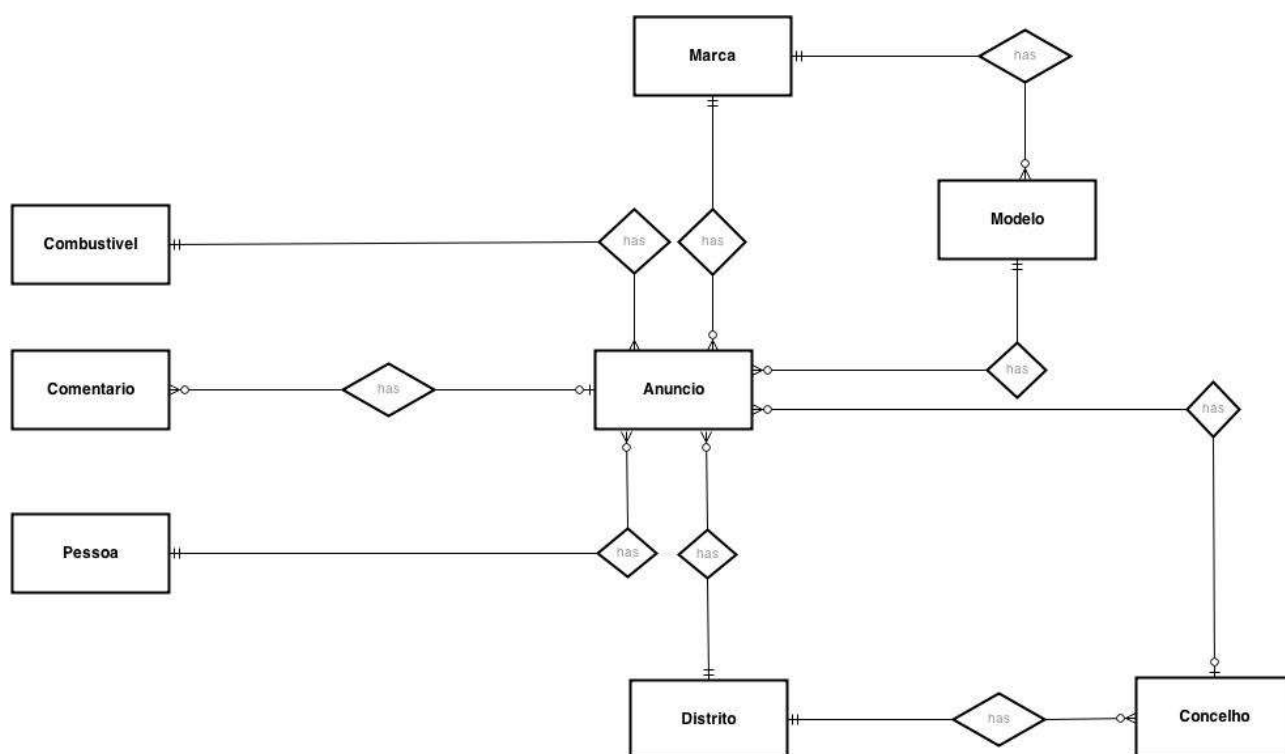 Marca
has
Modelo
Combustivel
has
has
Comentario
has
Anuncio
has
has
Pessoa
has
has
Distrito
has
Concelho